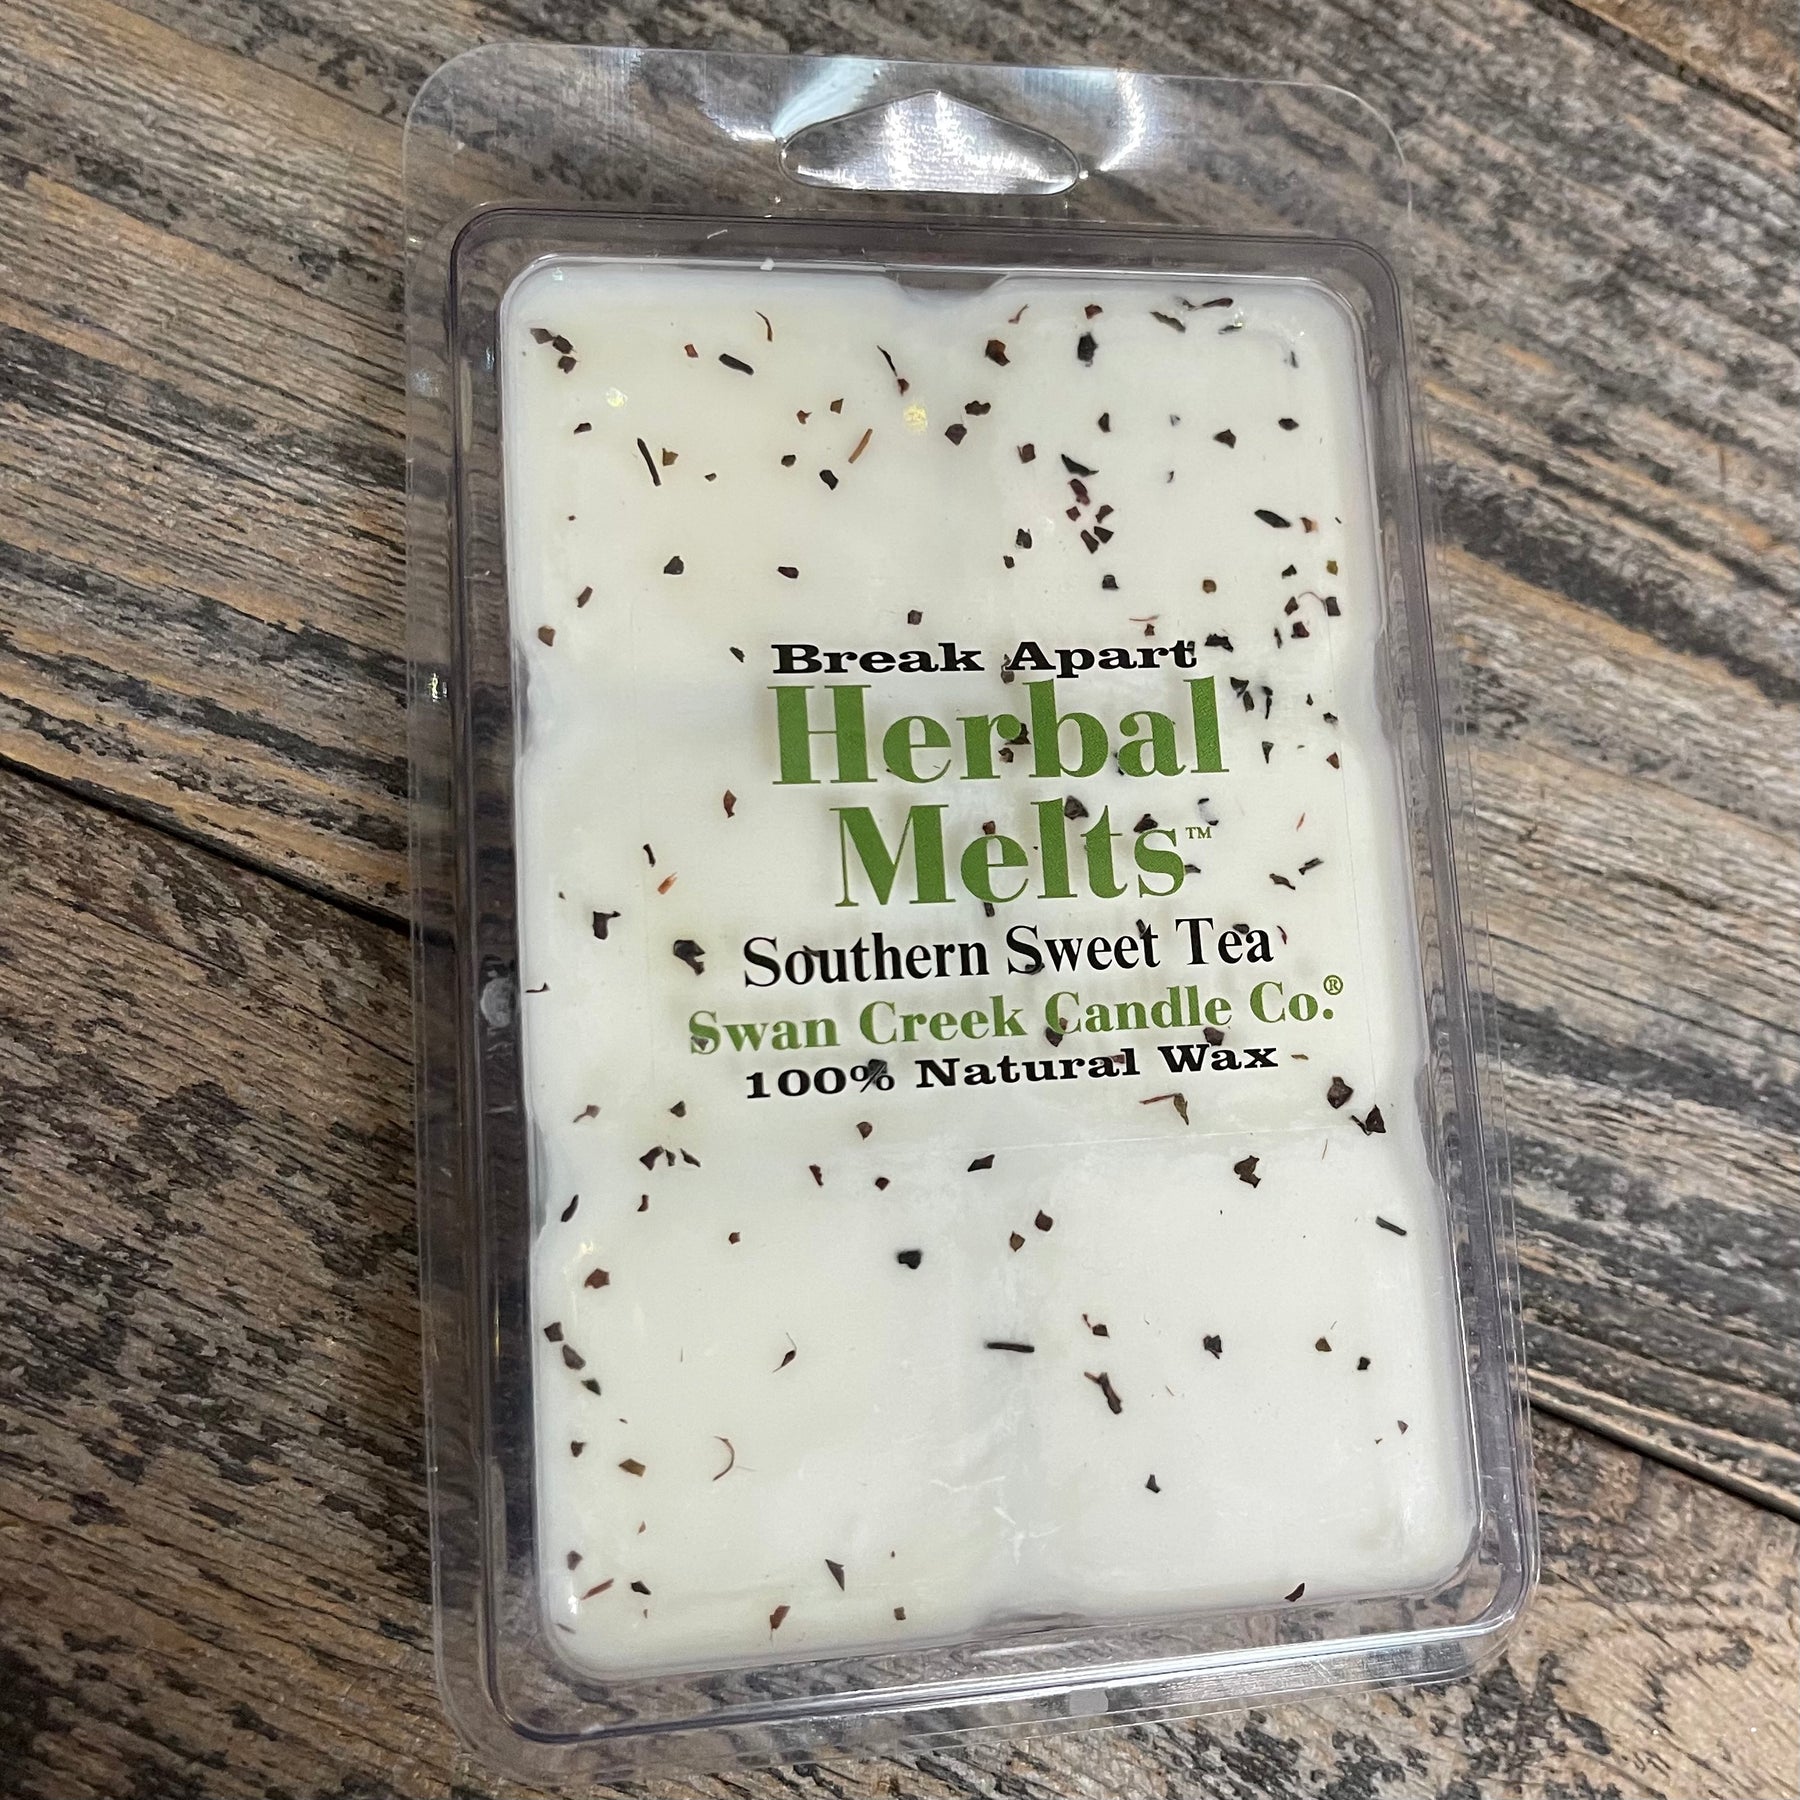 Break Apart
Herbal
Melts™
Southern Sweet Tea
Swan Creek Candle Co.®
100% Natural Wax